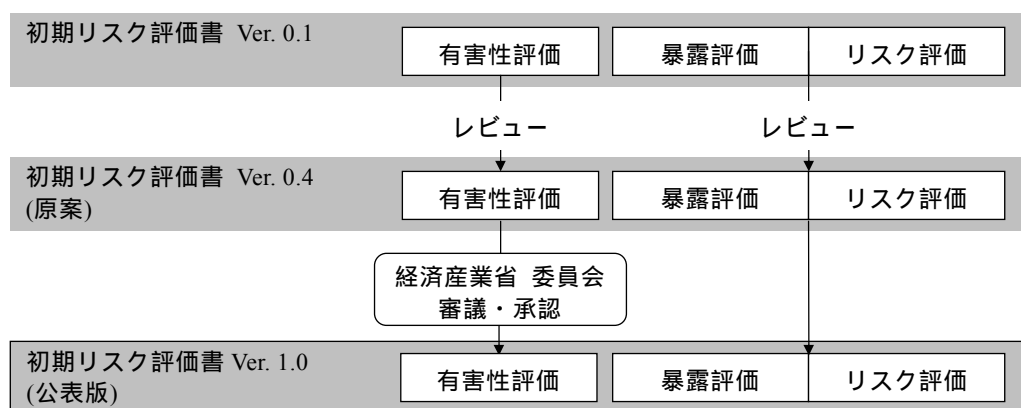 初期リスク評価書 Ver. 0.1
有害性評価
暴露評価
リスク評価
レビュー
レビュー
初期リスク評価書 Ver. 0.4
(原案)
有害性評価
暴露評価
リスク評価
経済産業省 委員会
審議・承認
初期リスク評価書 Ver. 1.0
(公表版)
有害性評価
暴露評価
リスク評価